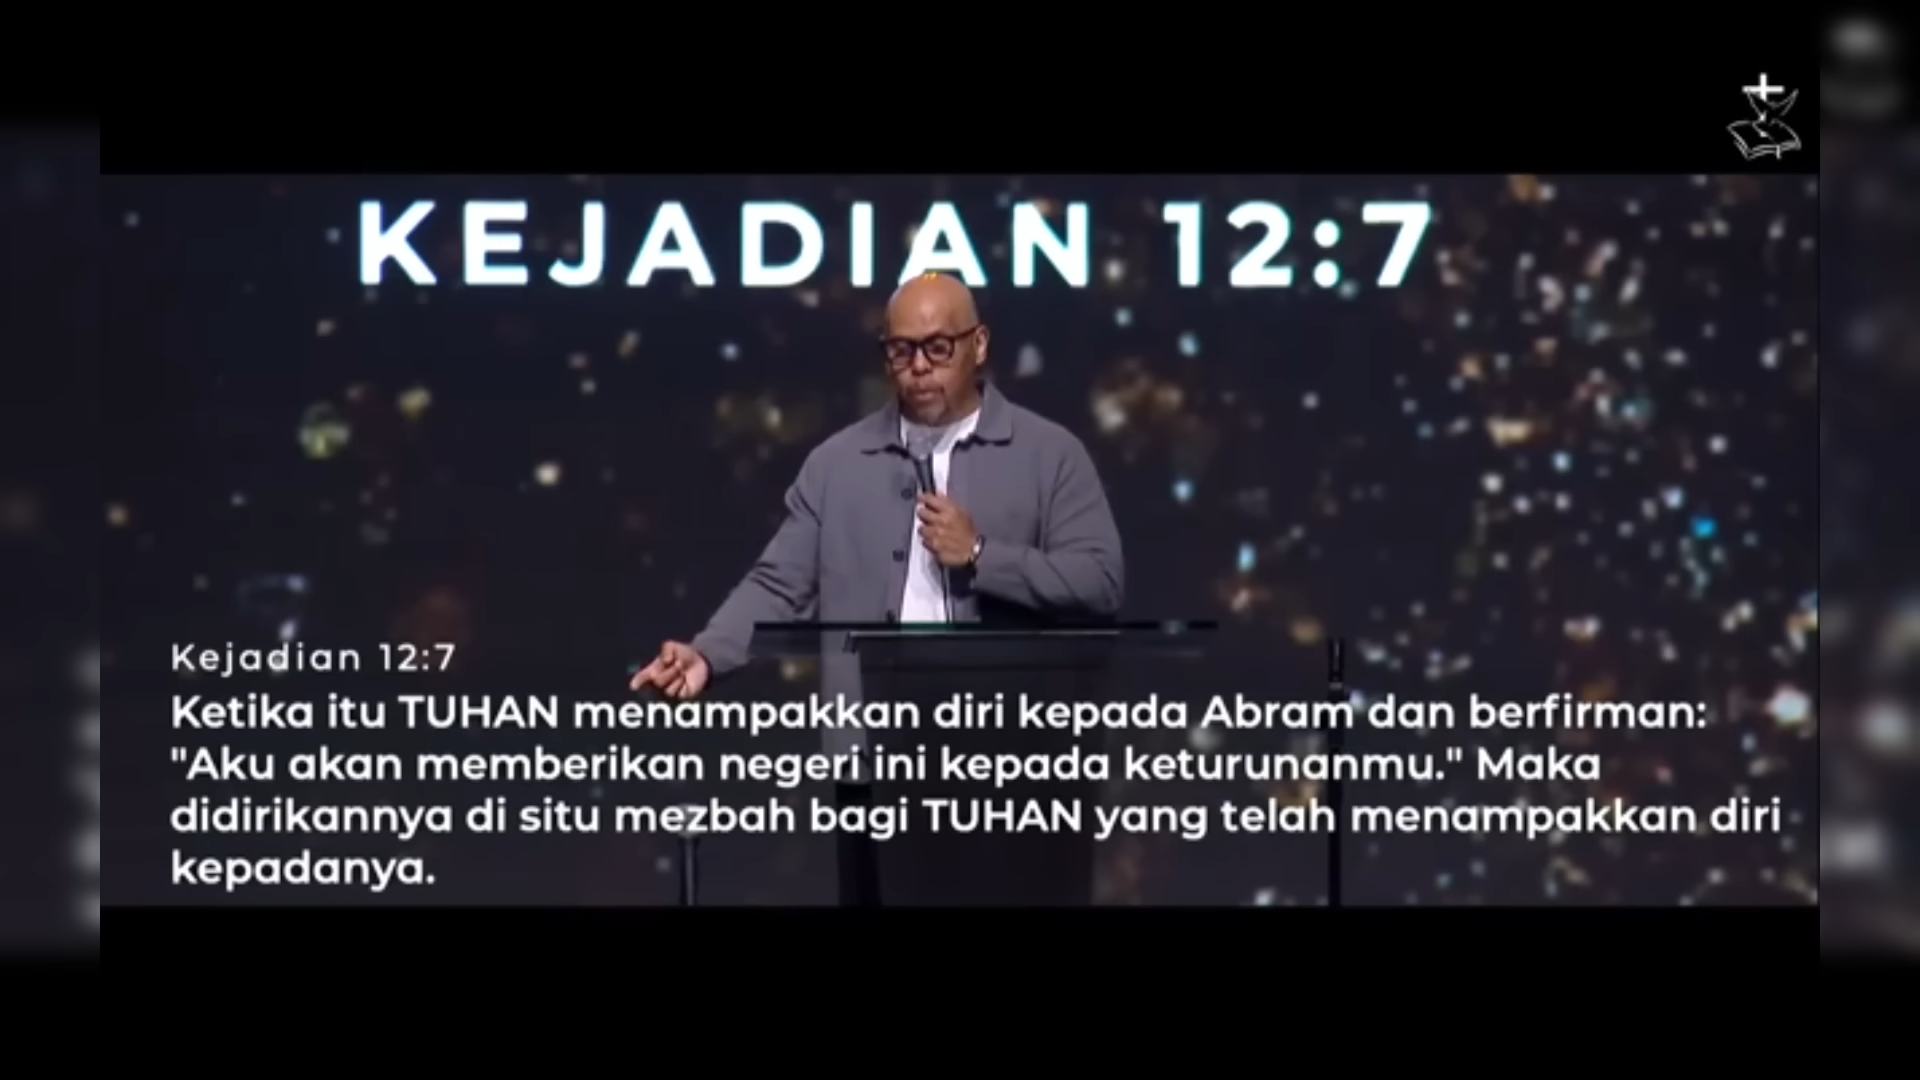 KEJADIAN 12:7
Kejadian 12:7
Ketika itu TUHAN menampakkan diri kepada Abram dan berfirman:
"Aku akan memberikan negeri ini kepada keturunanmu." Maka
didirikannya di situ mezbah bagi TUHAN yang telah menampakkan diri
kepadanya.